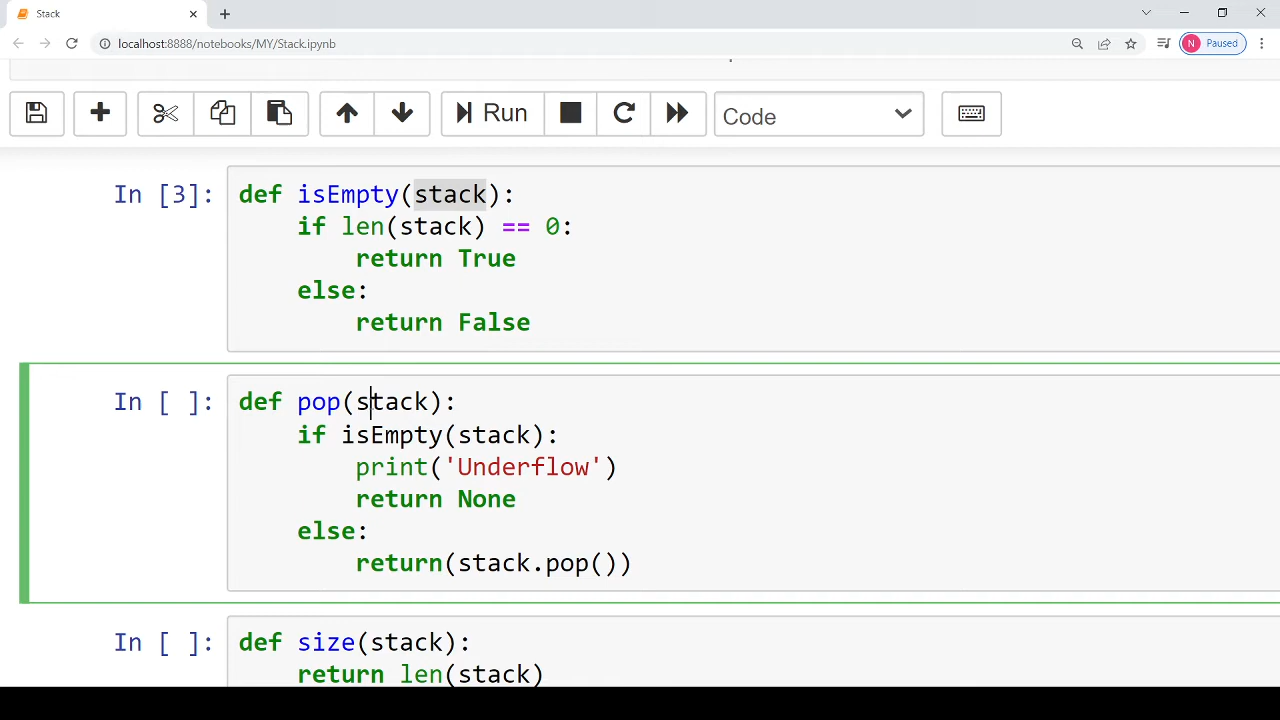 Stack
localhost:8888/notebooks/MY/Stack.ipynb
N Paused
Run
Code
In [3]: def isEmpty(stack):
if len(stack) == 0:
return True
else:
return False
In [ ]: def pop(stack):
if isEmpty(stack):
print('Underflow')
return None
else:
return(stack.pop())
In [ ]: def size(stack):
return len(stack)